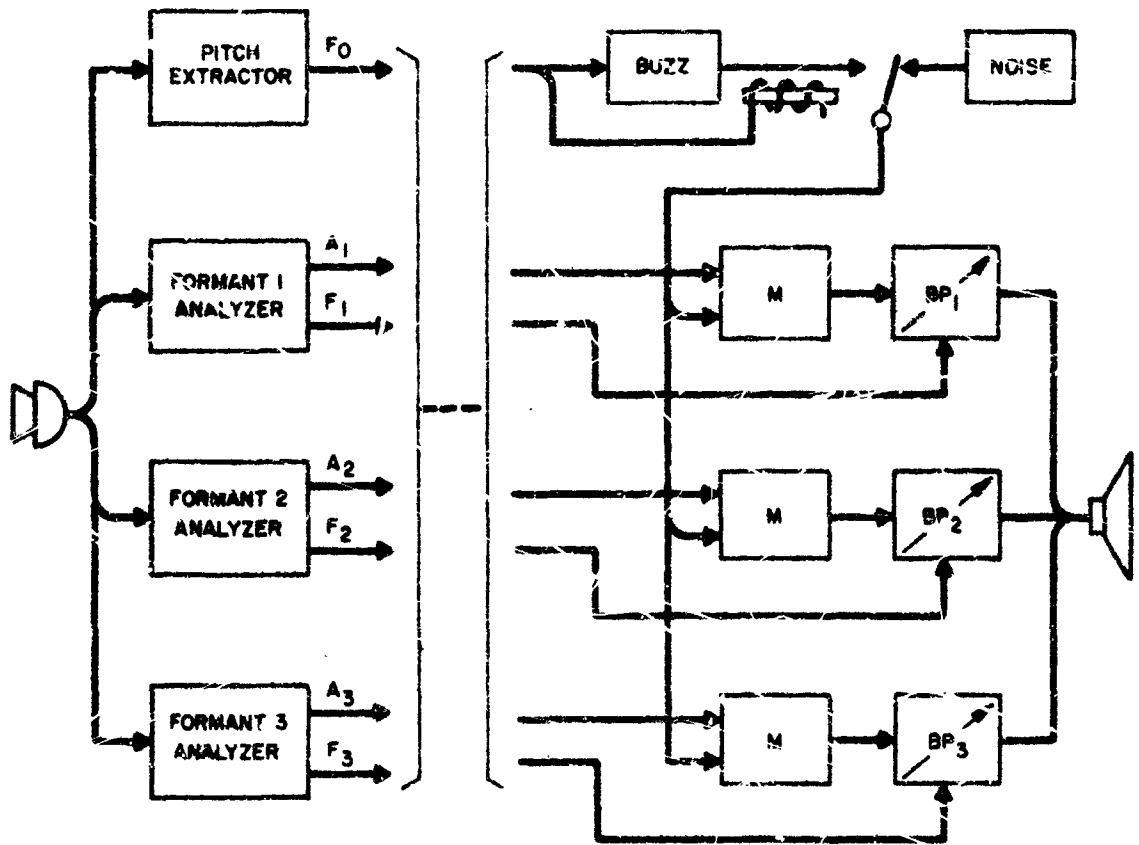 PITCH
EXTRACTOR
F0
BUZZ
NOISE
FORMANT 1
ANALYZER
A1
F1
M
BP1
FORMANT 2
ANALYZER
A2
F2
M
BP2
FORMANT 3
ANALYZER
A3
F3
M
BP3